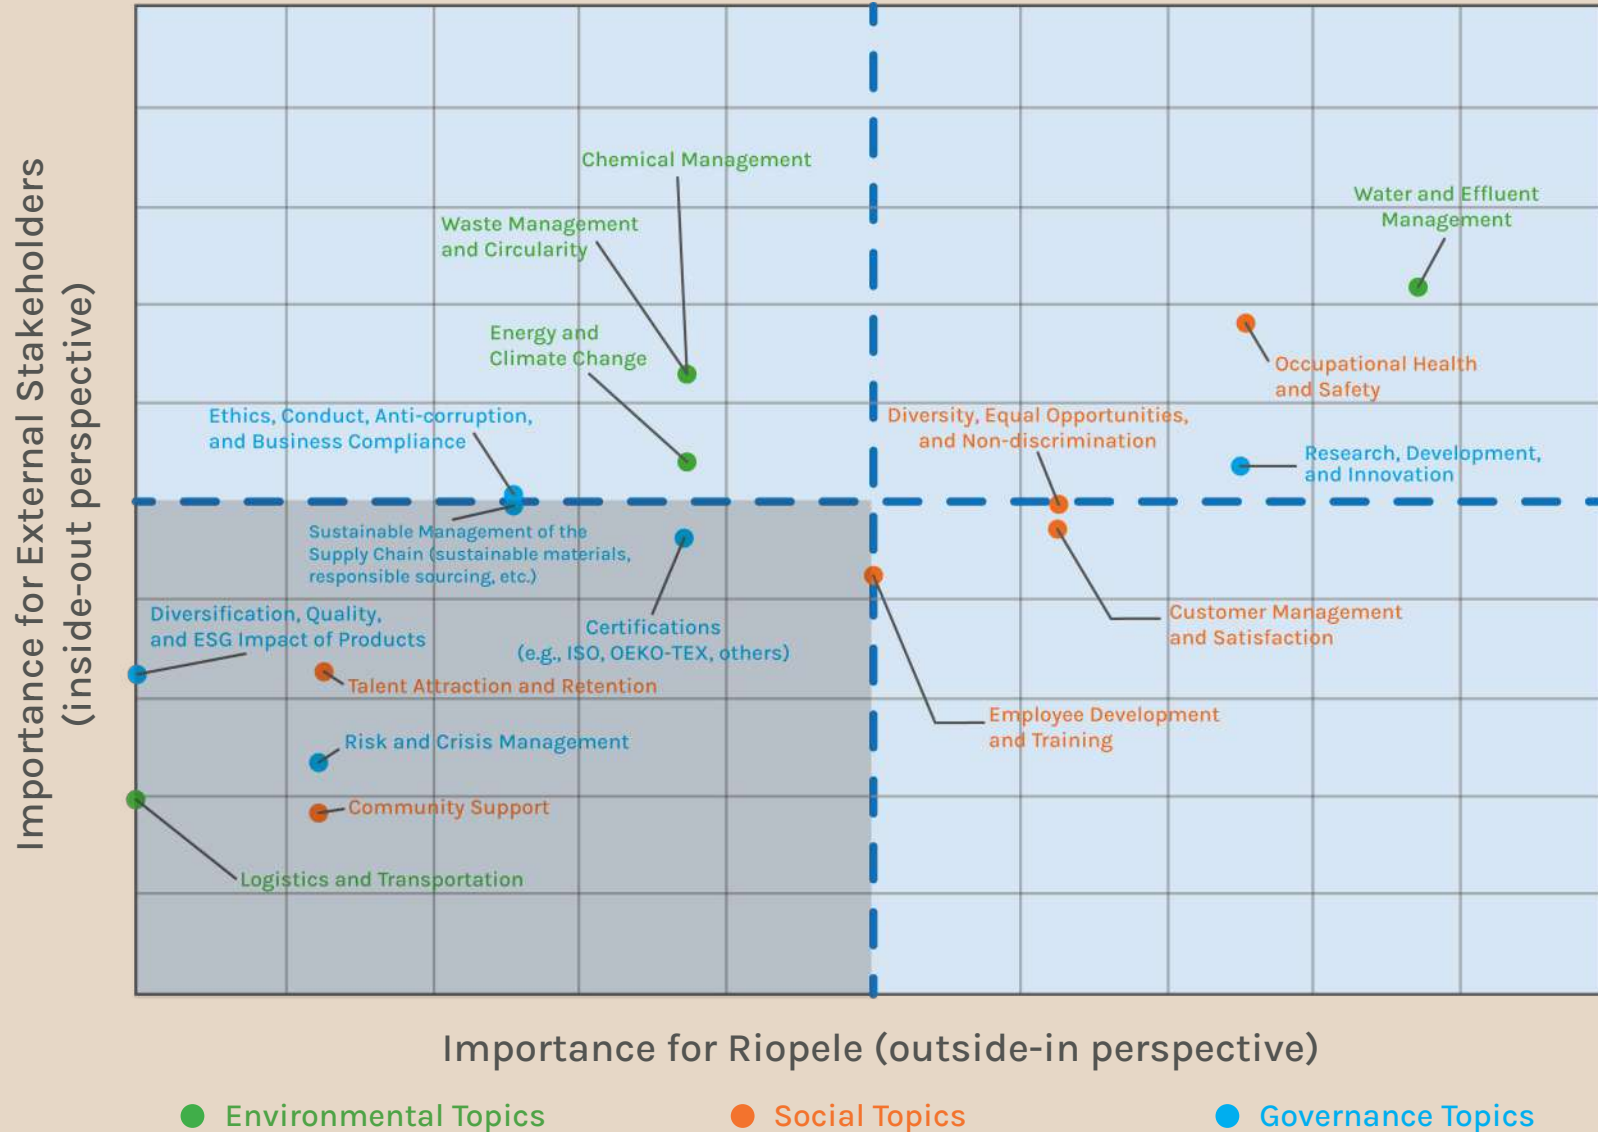 Importance for External Stakeholders
(inside-out perspective)
Chemical Management
Waste Management
and Circularity
Energy and
Climate Change
Ethics, Conduct, Anti-corruption,
and Business Compliance
Sustainable Management of the
Supply Chain (sustainable materials,
responsible sourcing, etc.)
Diversification, Quality,
and ESG Impact of Products
Certifications
(e.g., ISO, OEKO-TEX, others)
Talent Attraction and Retention
Risk and Crisis Management
Community Support
Logistics and Transportation
Water and Effluent
Management
Occupational Health
and Safety
Diversity, Equal Opportunities,
and Non-discrimination
Research, Development,
and Innovation
Customer Management
and Satisfaction
Employee Development
and Training
Importance for Riopele (outside-in perspective)
Environmental Topics
Social Topics
Governance Topics